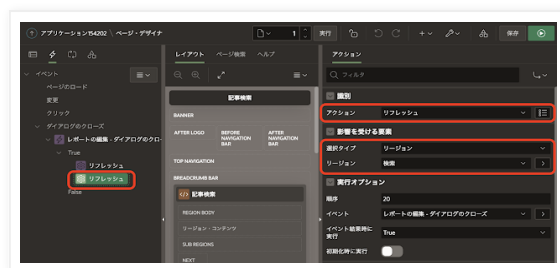 アプリケーション154202 \ ページ・デザイナ
1
実行
保存
イベント
ページのロード
変更
クリック
ダイアログのクローズ
レポートの編集 - ダイアログのクロー
True
リフレッシュ
リフレッシュ
False
レイアウト ページ検索 ヘルプ
記事検索
BANNER
AFTER LOGO
BEFORE NAVIGATION BAR
AFTER NAVIGATION BAR
TOP NAVIGATION
BREADCRUMB BAR
記事検索
REGION BODY
リージョン・コンテンツ
SUB REGIONS
NEXT
アクション
フィルタ
識別
アクション リフレッシュ
影響を受ける要素
選択タイプ リージョン
リージョン 検索
実行オプション
順序 20
イベント レポートの編集 - ダイアログのクローズ
イベント結果時に実行 True
初期化時に実行